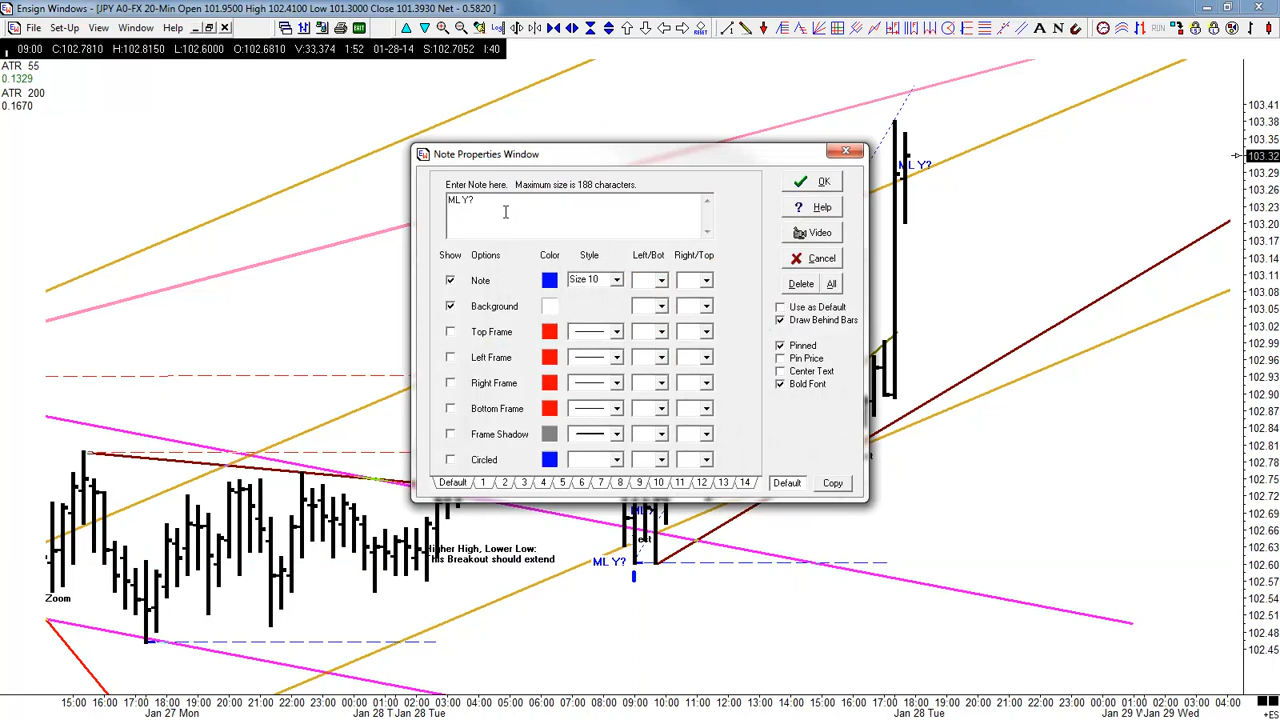 Ensign Windows - [JPY A0-FX 20-Min Open 101.9500 High 102.4100 Low 101.3000 Close 101.3930 Net - 0.5820 ]
File Set-Up Window Help
09:00 C:102.7810 H:102.8150 L:102.6000 O:102.6810 V:33,374 1:52 01-28-14 S:102.7052 I:40
ATR 55
0.1329
ATR 200
0.1670
Note Properties Window
Enter Note here. Maximum size is 188 characters.
ML Y?
Show Options Color Style Left/Bot Right/Top
Note Size 10
Background
Top Frame
Left Frame
Right Frame
Bottom Frame
Frame Shadow
Circled
Default 1 2 3 4 5 6 7 8 9 10 11 12 13 14
OK
Help
Video
Cancel
Delete All
Use as Default
Draw Behind Bars
Pinned
Pin Price
Center Text
Bold Font
Default Copy
ML Y?
Higher High, Lower Low:
This Breakout should extend
ML Y?
Zoom
103.41
103.38
103.32
103.29
103.26
103.23
103.20
103.17
103.14
103.11
103.08
103.05
103.02
102.99
102.96
102.93
102.90
102.87
102.84
102.81
102.78
102.75
102.72
102.69
102.66
102.63
102.60
102.57
102.54
102.51
102.48
102.45
15:00 16:00 17:00 18:00 19:00 20:00 21:00 22:00 23:00 00:00 01:00 02:00 03:00 04:00 05:00 06:00 07:00 08:00 09:00 10:00 11:00 12:00 13:00 14:00 15:00 16:00 17:00 18:00 19:00 20:00 21:00 22:00 23:00 00:00 01:00 02:00 03:00 04:00
Jan 27 Mon Jan 28 T Jan 28 Tue Jan 28 Tue Jan 29 V Jan 29 Wed
+ES